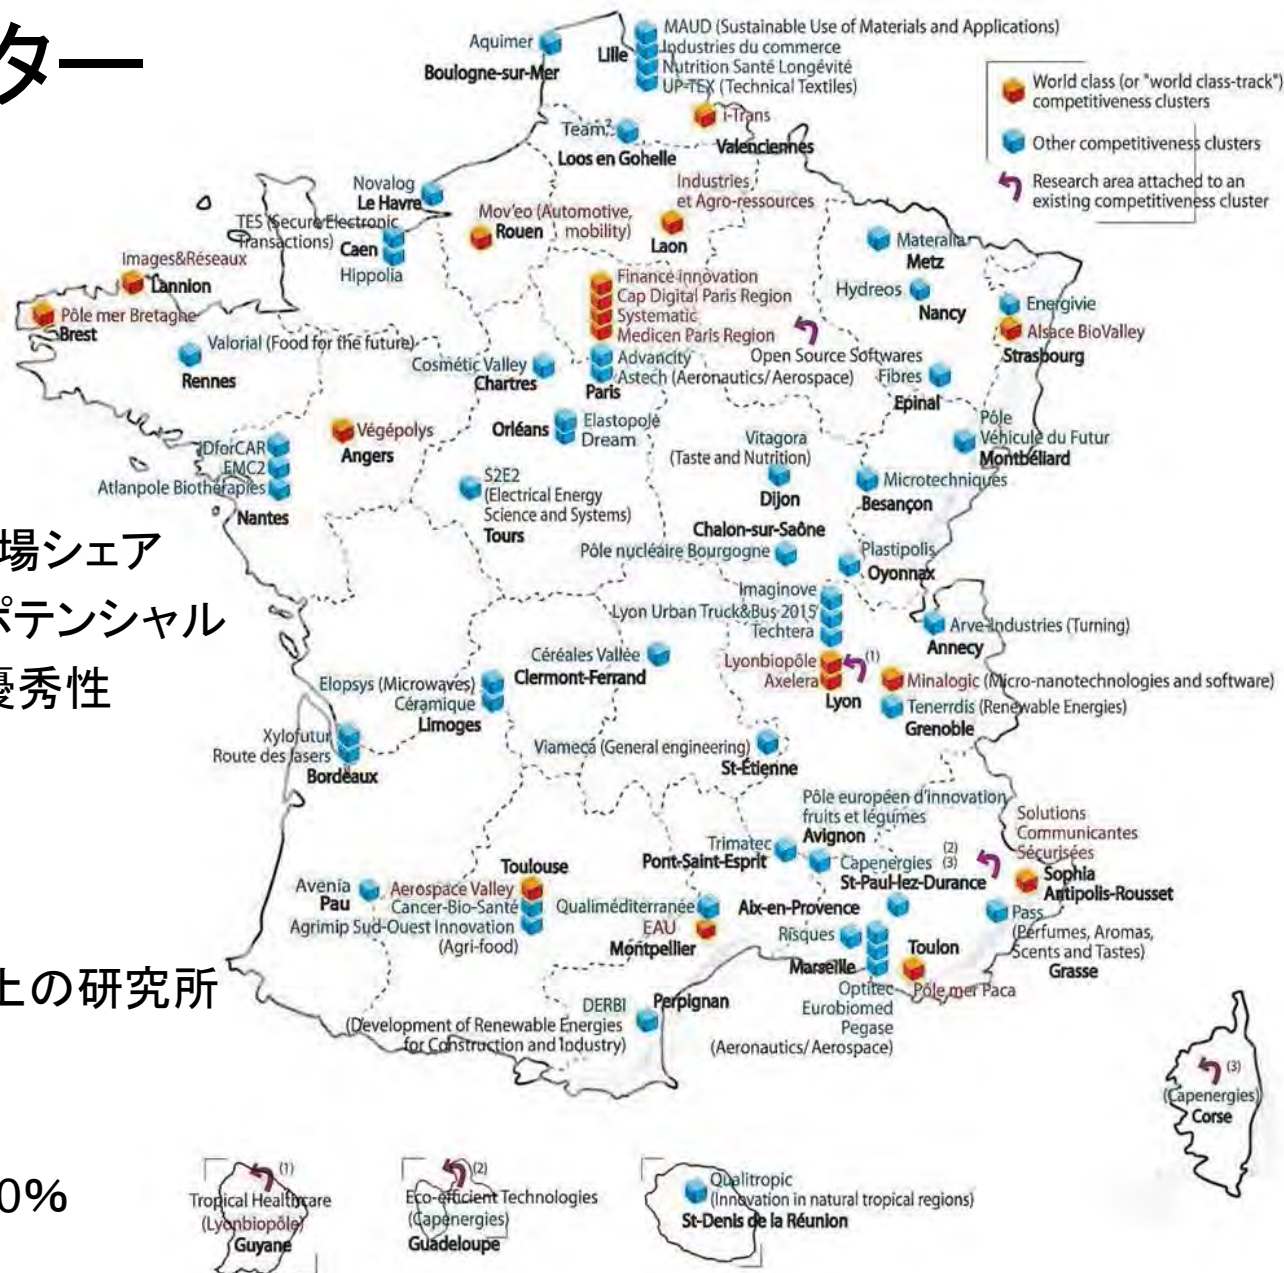 ター
場シェア
ポテンシャル
優秀性
上の研究所
0%
World class (or "world class-track")
competitiveness clusters
Other competitiveness clusters
Research area attached to an
existing competitiveness cluster
Aquimer
Boulogne-sur-Mer
Lille
MAUD (Sustainable Use of Materials and Applications)
Industries du commerce
Nutrition Santé Longévité
UP-TEX (Technical Textiles)
i-Trans
Valenciennes
Team²
Loos en Gohelle
Novalog
Le Havre
TES (Secure Electronic
Transactions)
Caen
Hippolia
Mov'eo (Automotive,
mobility)
Rouen
Industries
et Agro-ressources
Laon
Materalia
Metz
Hydreos
Nancy
Energivie
Alsace BioValley
Strasbourg
Images&Réseaux
Lannion
Pôle mer Bretagne
Brest
Valorial (Food for the future)
Rennes
Finance innovation
Cap Digital Paris Region
Systematic
Medicen Paris Region
Open Source Softwares
Advancity
Astech (Aeronautics/Aerospace)
Paris
Cosmétic Valley
Chartres
Fibres
Epinal
Pôle
Véhicule du Futur
Montbéliard
Elastopole
Dream
Orléans
Végépolys
Angers
IDforCAR
EMC2
Atlanpole Biothérapies
Nantes
S2E2
(Electrical Energy
Science and Systems)
Tours
Vitagora
(Taste and Nutrition)
Dijon
Microtechniques
Besançon
Chalon-sur-Saône
Pôle nucléaire Bourgogne
Plastipolis
Oyonnax
Imaginove
Lyon Urban Truck&Bus 2015
Techtera
Lyonbiopôle
(1)
Axelera
Lyon
Arve-Industries (Turning)
Annecy
Minalogic (Micro-nanotechnologies and software)
Tenerrdis (Renewable Energies)
Grenoble
Céréales Vallée
Clermont-Ferrand
Elopsys (Microwaves)
Céramique
Limoges
Xylofutur
Route des lasers
Bordeaux
Viameca (General engineering)
St-Étienne
Pôle européen d'innovation
fruits et légumes
Avignon
Trimatec
Pont-Saint-Esprit
Capenergies
(2)
(3)
St-Paul-lez-Durance
Solutions
Communicantes
Sécurisées
Sophia
Antipolis-Rousset
Toulouse
Aerospace Valley
Cancer-Bio-Santé
Agrimip Sud-Ouest Innovation
(Agri-food)
Avenia
Pau
Qualiméditerranée
EAU
Montpellier
Aix-en-Provence
Risques
Marseille
Optitec
Eurobiomed
Pegase
(Aeronautics/Aerospace)
Toulon
Pôle mer Paca
Pass
(Perfumes, Aromas,
Scents and Tastes)
Grasse
DERBI
(Development of Renewable Energies
for Construction and Industry)
Perpignan
(3)
(Capenergies)
Corse
(1)
Tropical Healthcare
(Lyonbiopôle)
Guyane
(2)
Eco-efficient Technologies
(Capenergies)
Guadeloupe
Qualitropic
(Innovation in natural tropical regions)
St-Denis de la Réunion